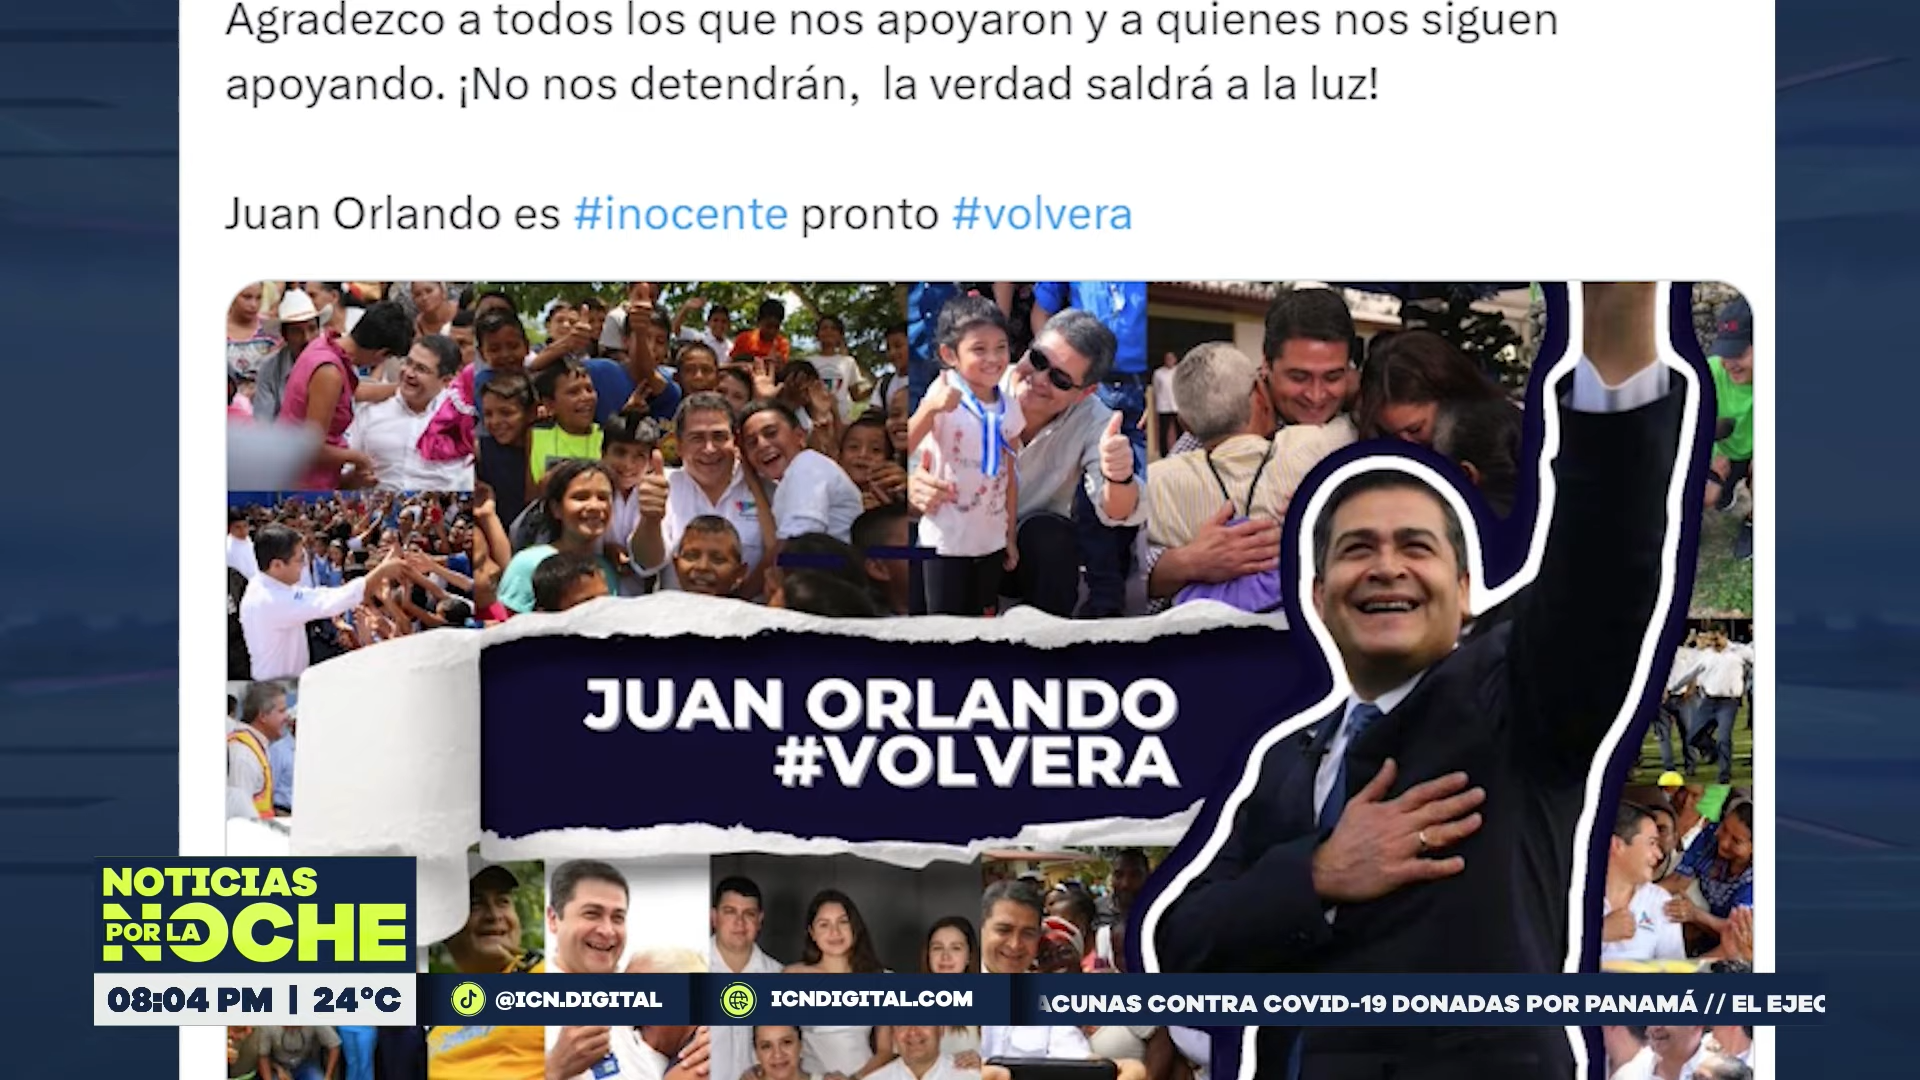 Agradezco a todos los que nos apoyaron y a quienes nos siguen
apoyando. ¡No nos detendrán,  la verdad saldrá a la luz!
Juan Orlando es #inocente pronto #volvera
JUAN ORLANDO
#VOLVERA
NOTICIAS
POR LA NOCHE
08:04 PM | 24°C
@ICN.DIGITAL
ICNDIGITAL.COM
ACUNAS CONTRA COVID-19 DONADAS POR PANAMÁ // EL EJEC